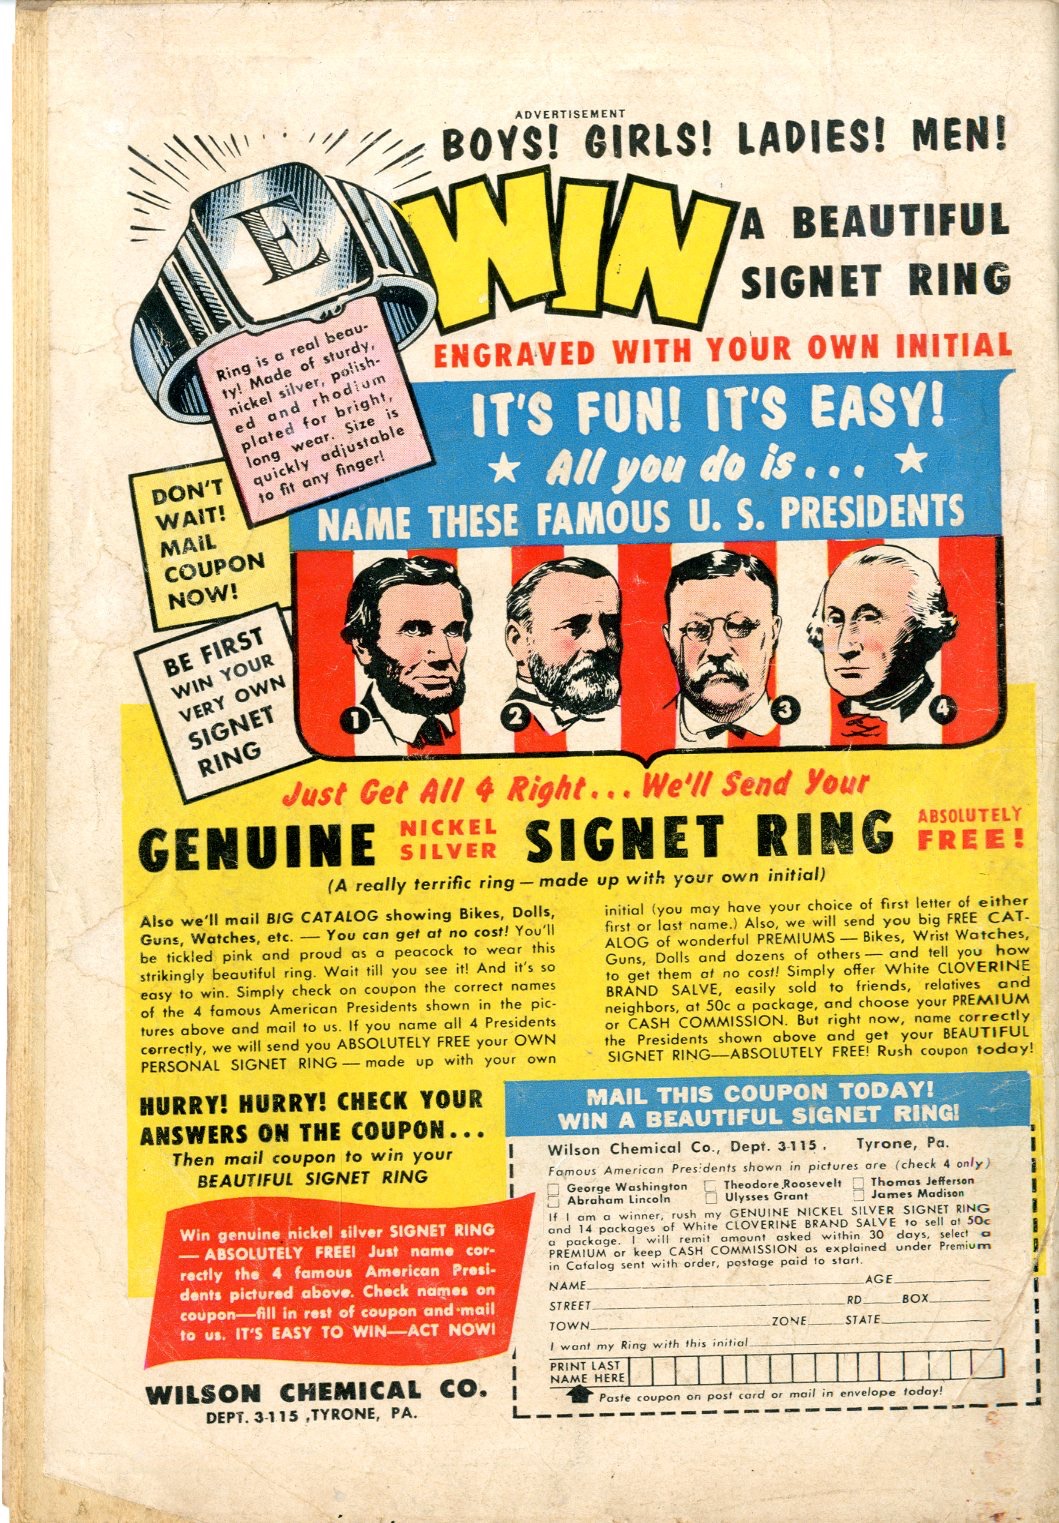 ADVERTISEMENT
BOYS! GIRLS! LADIES! MEN!
WIN
A BEAUTIFUL
SIGNET RING
ENGRAVED WITH YOUR OWN INITIAL
E
Ring is a real beau-
ty! Made of sturdy,
nickel silver, polish-
ed and rhodium
plated for bright,
long wear. Size is
quickly adjustable
to fit any finger!
DON'T
WAIT!
MAIL
COUPON
NOW!
BE FIRST
WIN YOUR
VERY OWN
SIGNET
RING
IT'S FUN! IT'S EASY!
All you do is...
NAME THESE FAMOUS U. S. PRESIDENTS
1
2
3
4
Just Get All 4 Right... We'll Send Your
GENUINE NICKEL SILVER SIGNET RING ABSOLUTELY FREE!
(A really terrific ring — made up with your own initial)
Also we'll mail BIG CATALOG showing Bikes, Dolls,
Guns, Watches, etc. — You can get at no cost! You'll
be tickled pink and proud as a peacock to wear this
strikingly beautiful ring. Wait till you see it! And it's so
easy to win. Simply check on coupon the correct names
of the 4 famous American Presidents shown in the pic-
tures above and mail to us. If you name all 4 Presidents
correctly, we will send you ABSOLUTELY FREE your OWN
PERSONAL SIGNET RING — made up with your own
initial (you may have your choice of first letter of either
first or last name.) Also, we will send you big FREE CAT-
ALOG of wonderful PREMIUMS — Bikes, Wrist Watches,
Guns, Dolls and dozens of others — and tell you how
to get them at no cost! Simply offer White CLOVERINE
BRAND SALVE, easily sold to friends, relatives and
neighbors, at 50c a package, and choose your PREMIUM
or CASH COMMISSION. But right now, name correctly
the Presidents shown above and get your BEAUTIFUL
SIGNET RING—ABSOLUTELY FREE! Rush coupon today!
HURRY! HURRY! CHECK YOUR
ANSWERS ON THE COUPON...
Then mail coupon to win your
BEAUTIFUL SIGNET RING
Win genuine nickel silver SIGNET RING
— ABSOLUTELY FREE! Just name cor-
rectly the 4 famous American Presi-
dents pictured above. Check names on
coupon—fill in rest of coupon and mail
to us. IT'S EASY TO WIN—ACT NOW!
WILSON CHEMICAL CO.
DEPT. 3-115, TYRONE, PA.
MAIL THIS COUPON TODAY!
WIN A BEAUTIFUL SIGNET RING!
Wilson Chemical Co., Dept. 3-115. Tyrone, Pa.
Famous American Presidents shown in pictures are (check 4 only)
George Washington Theodore Roosevelt Thomas Jefferson
Abraham Lincoln Ulysses Grant James Madison
If I am a winner, rush my GENUINE NICKEL SILVER SIGNET RING
and 14 packages of White CLOVERINE BRAND SALVE to sell at 50c
a package. I will remit amount asked within 30 days, select a
PREMIUM or keep CASH COMMISSION as explained under Premium
in Catalog sent with order, postage paid to start.
NAME AGE
STREET RD BOX
TOWN ZONE STATE
I want my Ring with this initial
PRINT LAST
NAME HERE
Paste coupon on post card or mail in envelope today!